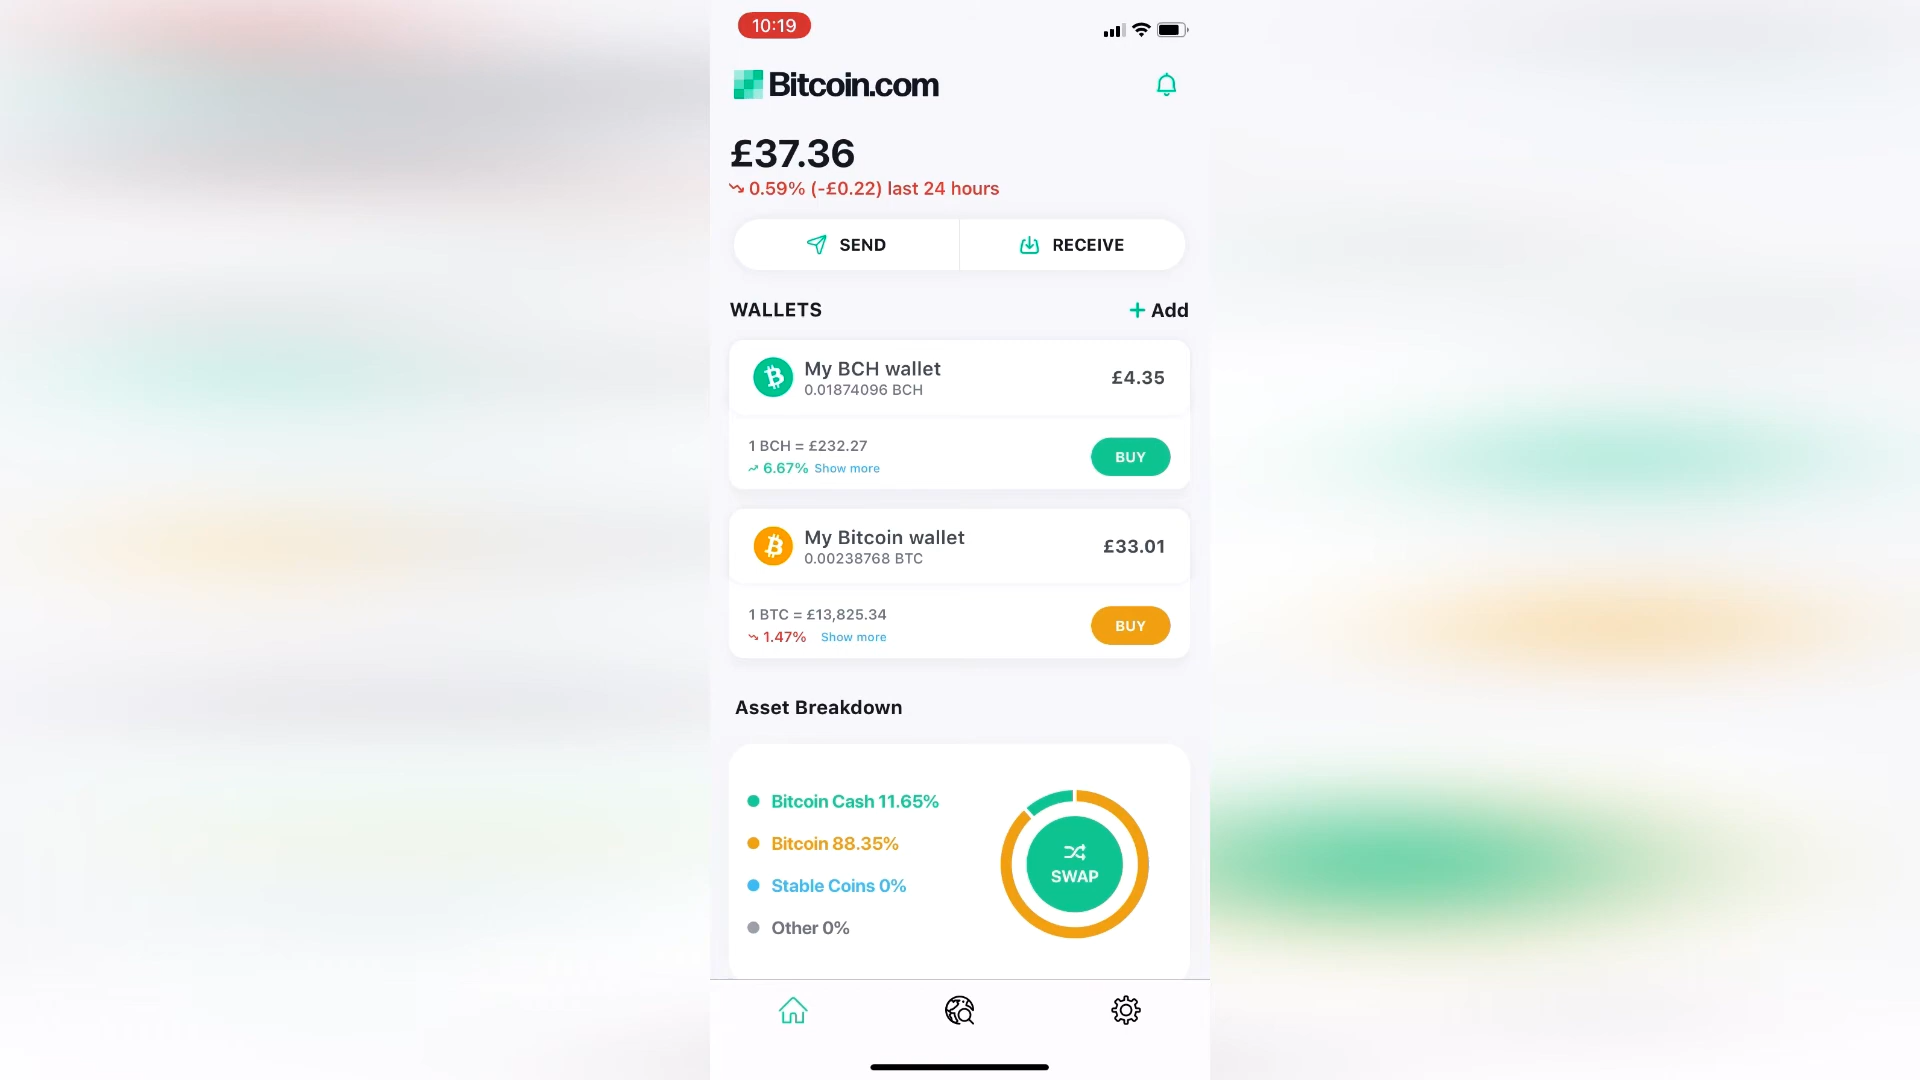 10:19
Bitcoin.com
£37.36
0.59% (-£0.22) last 24 hours
SEND
RECEIVE
WALLETS
+ Add
My BCH wallet
0.01874096 BCH
£4.35
1 BCH = £232.27
6.67% Show more
BUY
My Bitcoin wallet
0.00238768 BTC
£33.01
1 BTC = £13,825.34
1.47% Show more
BUY
Asset Breakdown
Bitcoin Cash 11.65%
Bitcoin 88.35%
Stable Coins 0%
Other 0%
SWAP